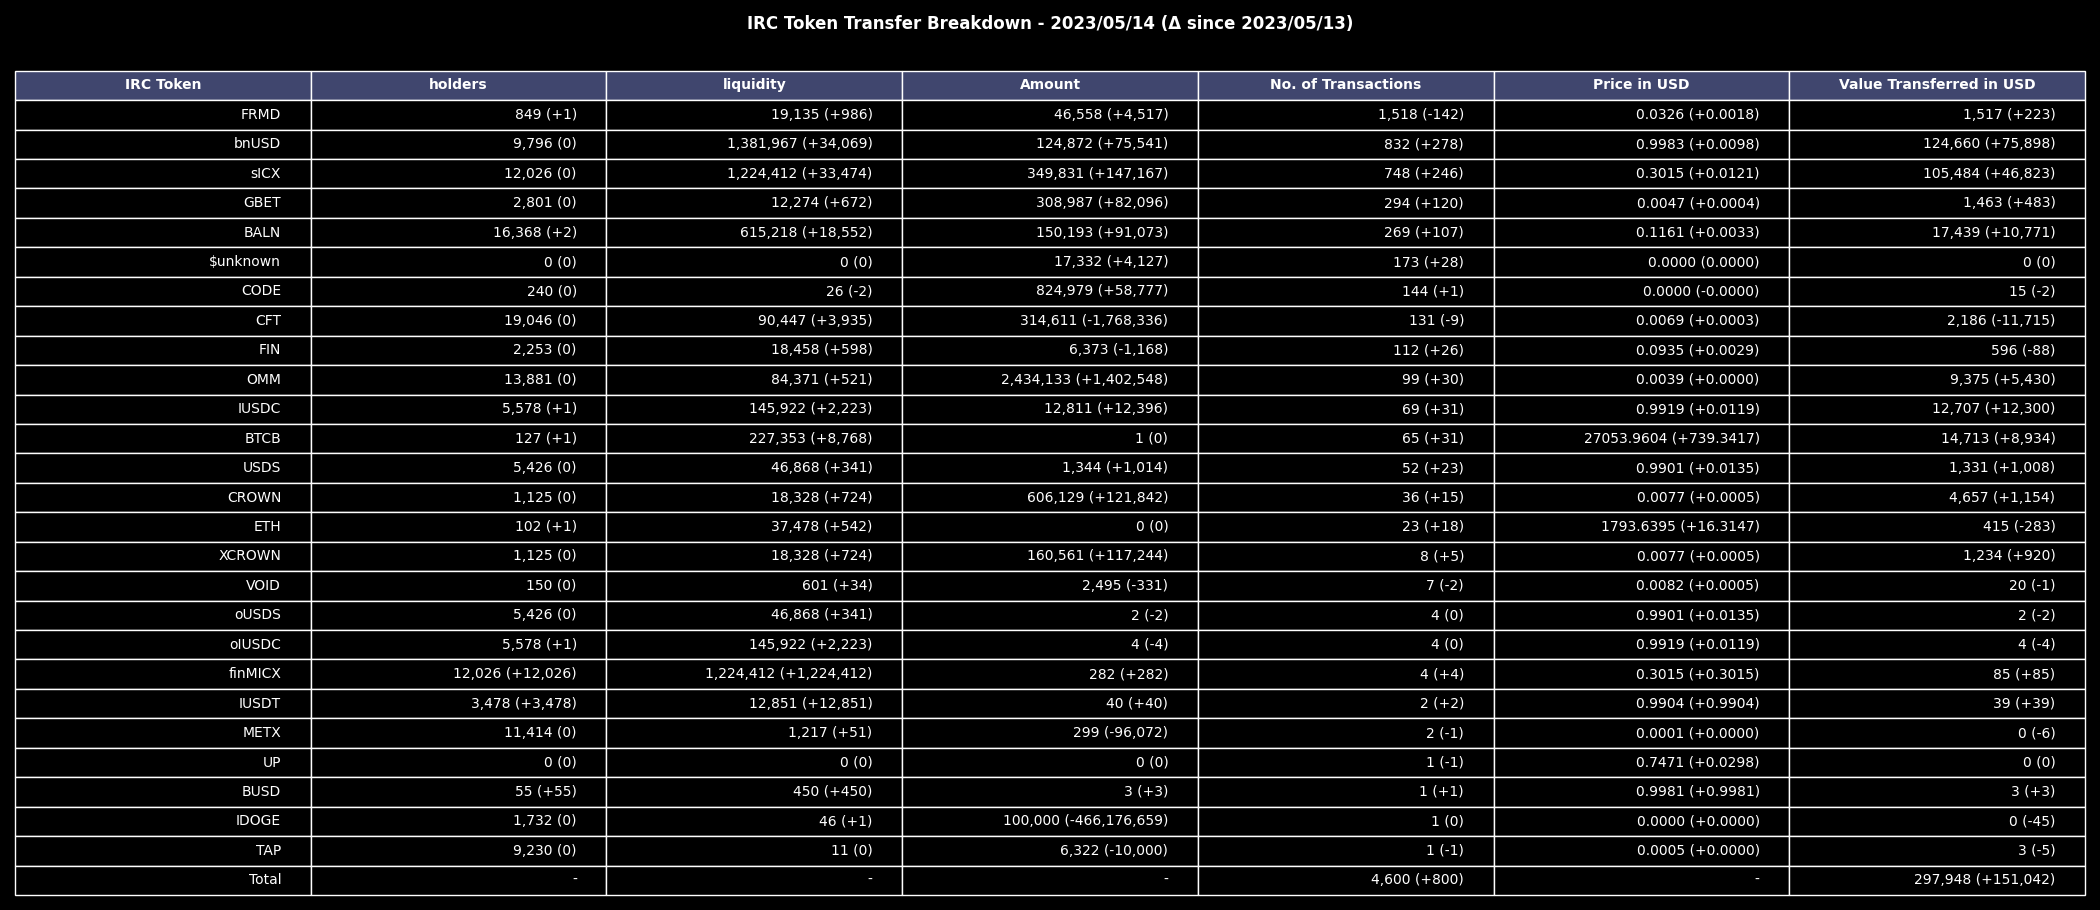 IRC Token Transfer Breakdown - 2023/05/14 (Δ since 2023/05/13)
IRC Token holders liquidity Amount No. of Transactions Price in USD Value Transferred in USD
FRMD 849 (+1) 19,135 (+986) 46,558 (+4,517) 1,518 (-142) 0.0326 (+0.0018) 1,517 (+223)
bnUSD 9,796 (0) 1,381,967 (+34,069) 124,872 (+75,541) 832 (+278) 0.9983 (+0.0098) 124,660 (+75,898)
sICX 12,026 (0) 1,224,412 (+33,474) 349,831 (+147,167) 748 (+246) 0.3015 (+0.0121) 105,484 (+46,823)
GBET 2,801 (0) 12,274 (+672) 308,987 (+82,096) 294 (+120) 0.0047 (+0.0004) 1,463 (+483)
BALN 16,368 (+2) 615,218 (+18,552) 150,193 (+91,073) 269 (+107) 0.1161 (+0.0033) 17,439 (+10,771)
$unknown 0 (0) 0 (0) 17,332 (+4,127) 173 (+28) 0.0000 (0.0000) 0 (0)
CODE 240 (0) 26 (-2) 824,979 (+58,777) 144 (+1) 0.0000 (-0.0000) 15 (-2)
CFT 19,046 (0) 90,447 (+3,935) 314,611 (-1,768,336) 131 (-9) 0.0069 (+0.0003) 2,186 (-11,715)
FIN 2,253 (0) 18,458 (+598) 6,373 (-1,168) 112 (+26) 0.0935 (+0.0029) 596 (-88)
OMM 13,881 (0) 84,371 (+521) 2,434,133 (+1,402,548) 99 (+30) 0.0039 (+0.0000) 9,375 (+5,430)
IUSDC 5,578 (+1) 145,922 (+2,223) 12,811 (+12,396) 69 (+31) 0.9919 (+0.0119) 12,707 (+12,300)
BTCB 127 (+1) 227,353 (+8,768) 1 (0) 65 (+31) 27053.9604 (+739.3417) 14,713 (+8,934)
USDS 5,426 (0) 46,868 (+341) 1,344 (+1,014) 52 (+23) 0.9901 (+0.0135) 1,331 (+1,008)
CROWN 1,125 (0) 18,328 (+724) 606,129 (+121,842) 36 (+15) 0.0077 (+0.0005) 4,657 (+1,154)
ETH 102 (+1) 37,478 (+542) 0 (0) 23 (+18) 1793.6395 (+16.3147) 415 (-283)
XCROWN 1,125 (0) 18,328 (+724) 160,561 (+117,244) 8 (+5) 0.0077 (+0.0005) 1,234 (+920)
VOID 150 (0) 601 (+34) 2,495 (-331) 7 (-2) 0.0082 (+0.0005) 20 (-1)
oUSDS 5,426 (0) 46,868 (+341) 2 (-2) 4 (0) 0.9901 (+0.0135) 2 (-2)
oIUSDC 5,578 (+1) 145,922 (+2,223) 4 (-4) 4 (0) 0.9919 (+0.0119) 4 (-4)
finMICX 12,026 (+12,026) 1,224,412 (+1,224,412) 282 (+282) 4 (+4) 0.3015 (+0.3015) 85 (+85)
IUSDT 3,478 (+3,478) 12,851 (+12,851) 40 (+40) 2 (+2) 0.9904 (+0.9904) 39 (+39)
METX 11,414 (0) 1,217 (+51) 299 (-96,072) 2 (-1) 0.0001 (+0.0000) 0 (-6)
UP 0 (0) 0 (0) 0 (0) 1 (-1) 0.7471 (+0.0298) 0 (0)
BUSD 55 (+55) 450 (+450) 3 (+3) 1 (+1) 0.9981 (+0.9981) 3 (+3)
IDOGE 1,732 (0) 46 (+1) 100,000 (-466,176,659) 1 (0) 0.0000 (+0.0000) 0 (-45)
TAP 9,230 (0) 11 (0) 6,322 (-10,000) 1 (-1) 0.0005 (+0.0000) 3 (-5)
Total - - - 4,600 (+800) - 297,948 (+151,042)